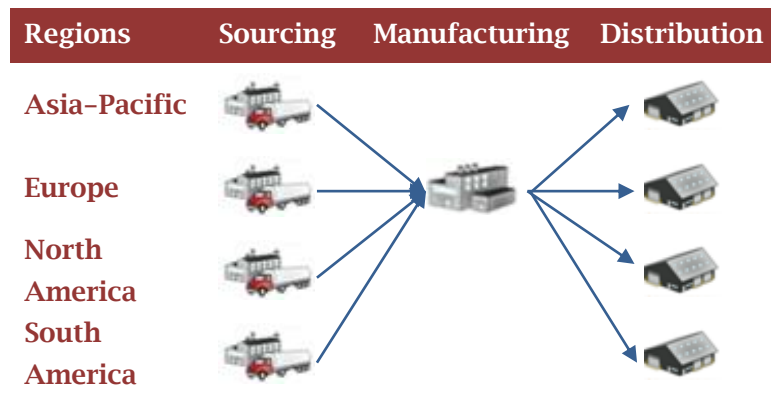 Regions Sourcing Manufacturing Distribution
Asia–Pacific
Europe
North
America
South
America